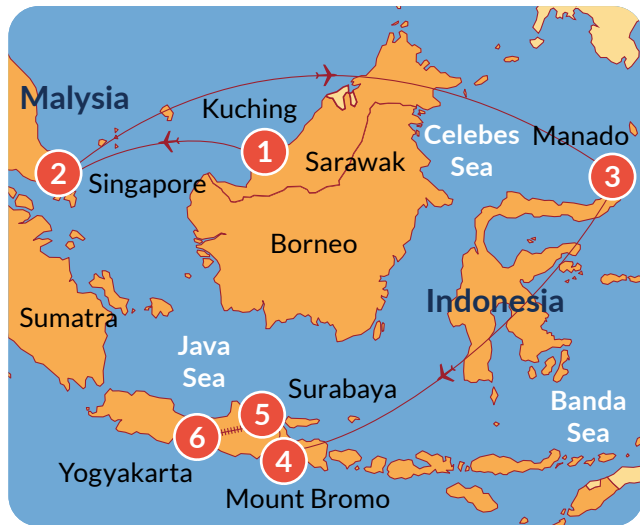 Malysia
Kuching
1
Sarawak
Celebes
Sea
Manado
2
Singapore
3
Borneo
Sumatra
Indonesia
Java
Sea
Surabaya
5
6
Banda
Sea
4
Yogyakarta
Mount Bromo